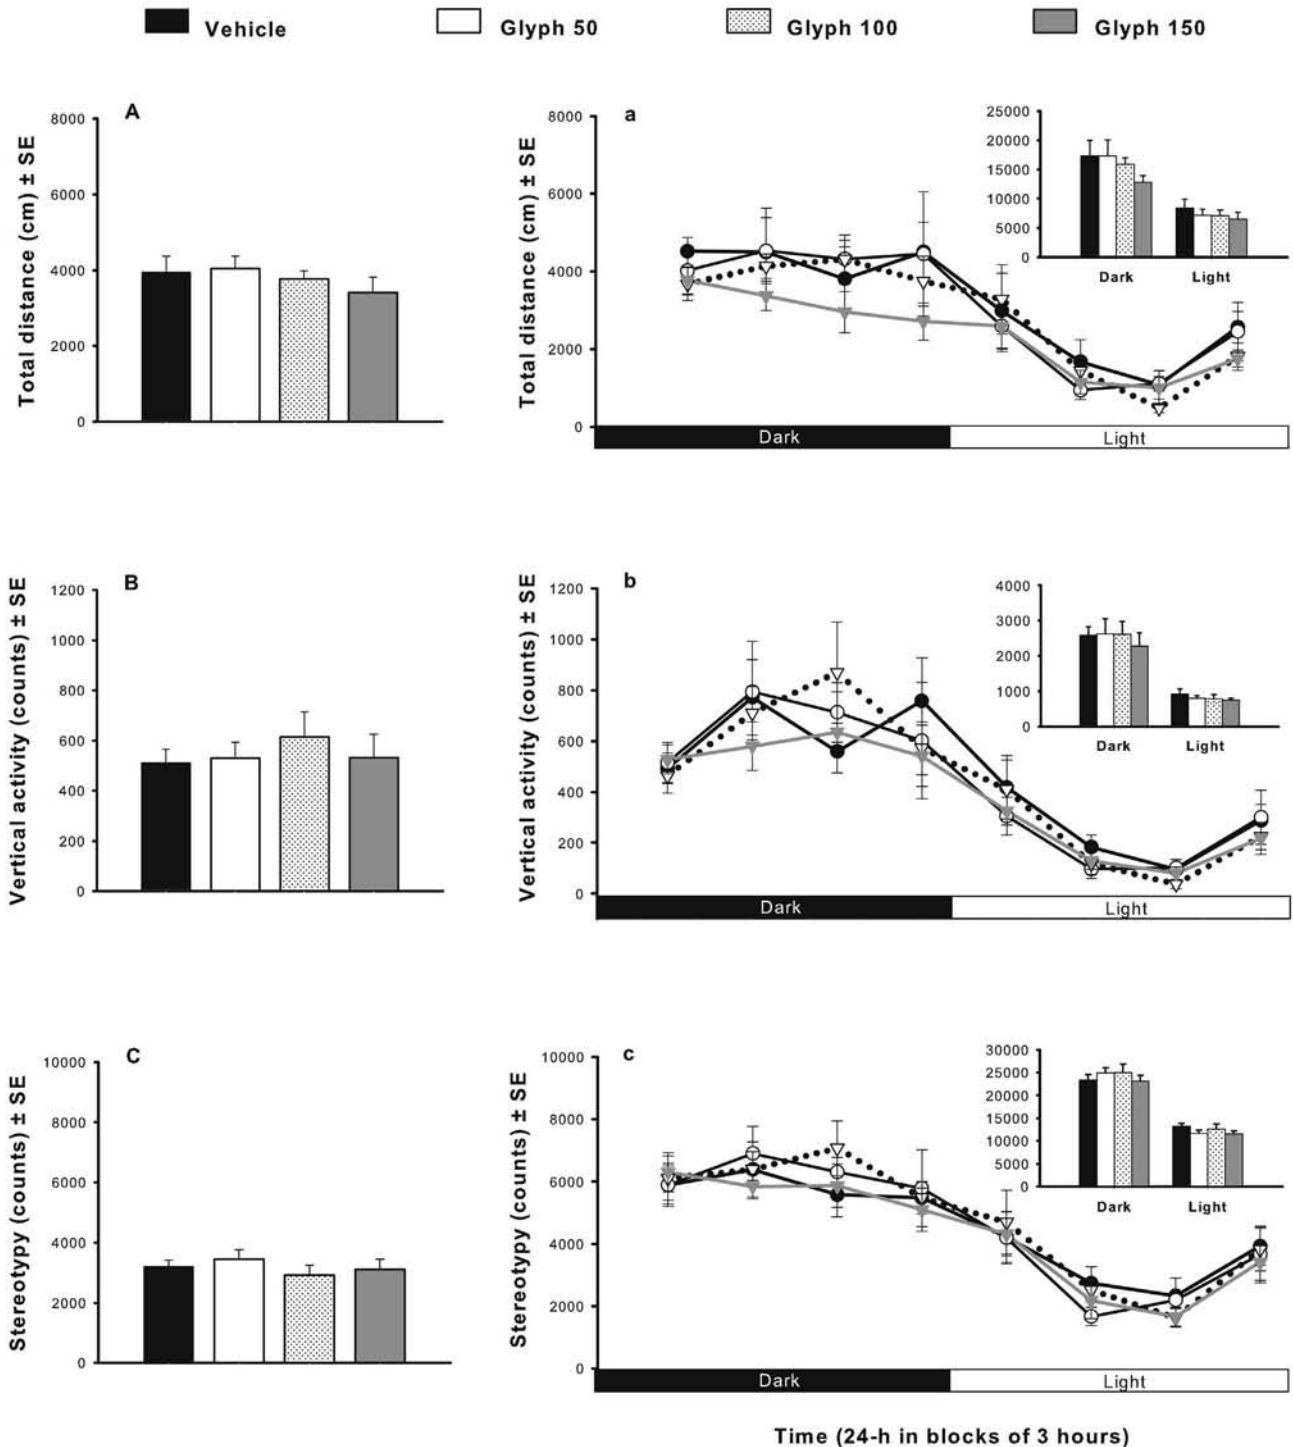 Vehicle Glyph 50 Glyph 100 Glyph 150
A
Total distance (cm) ± SE
8000
6000
4000
2000
0
a
Total distance (cm) ± SE
8000
6000
4000
2000
0
Dark Light
25000
20000
15000
10000
5000
0
Dark Light
B
Vertical activity (counts) ± SE
1200
1000
800
600
400
200
0
b
Vertical activity (counts) ± SE
1200
1000
800
600
400
200
0
Dark Light
4000
3000
2000
1000
0
Dark Light
C
Stereotypy (counts) ± SE
10000
8000
6000
4000
2000
0
c
Stereotypy (counts) ± SE
10000
8000
6000
4000
2000
0
Dark Light
30000
25000
20000
15000
10000
5000
0
Dark Light
Time (24-h in blocks of 3 hours)